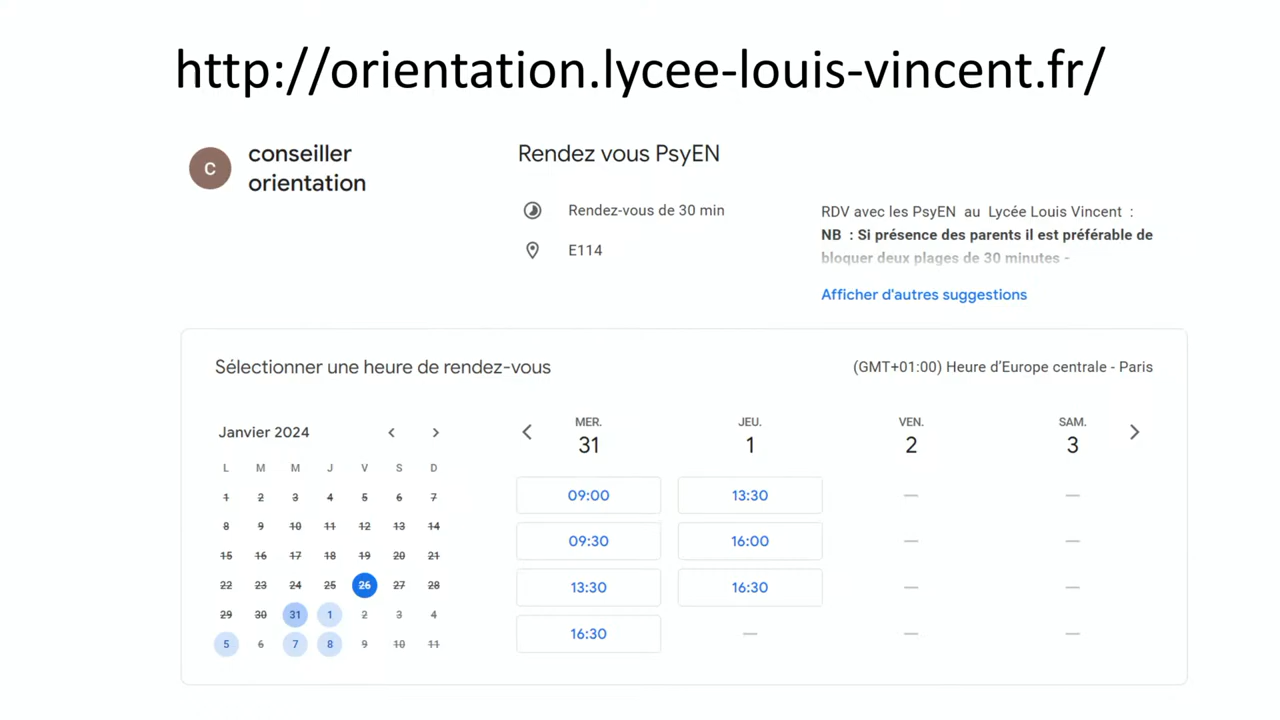 http://orientation.lycee-louis-vincent.fr/
C
conseiller
orientation
Rendez vous PsyEN
Rendez-vous de 30 min
E114
RDV avec les PsyEN au Lycée Louis Vincent :
NB : Si présence des parents il est préférable de
bloquer deux plages de 30 minutes -
Afficher d'autres suggestions
Sélectionner une heure de rendez-vous
(GMT+01:00) Heure d'Europe centrale - Paris
Janvier 2024
L M M J V S D
1 2 3 4 5 6 7
8 9 10 11 12 13 14
15 16 17 18 19 20 21
22 23 24 25 26 27 28
29 30 31 1 2 3 4
5 6 7 8 9 10 11
MER. JEU. VEN. SAM.
31 1 2 3
09:00 13:30 — —
09:30 16:00 — —
13:30 16:30 — —
16:30 — — —